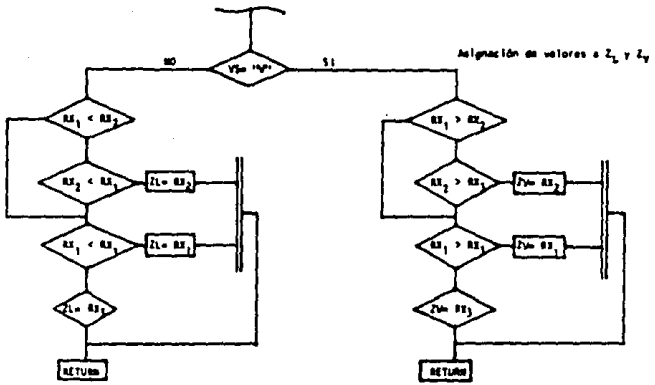 V$= "V"
NO
SI
Asignación de valores a Z_L y Z_V
RX₁ < RX₂
RX₂ < RX₃
ZL= RX₂
RX₁ < RX₃
ZL= RX₁
ZL= RX₃
RETURN
RX₁ > RX₂
RX₂ > RX₃
ZV= RX₂
RX₁ > RX₃
ZV= RX₁
ZV= RX₃
RETURN